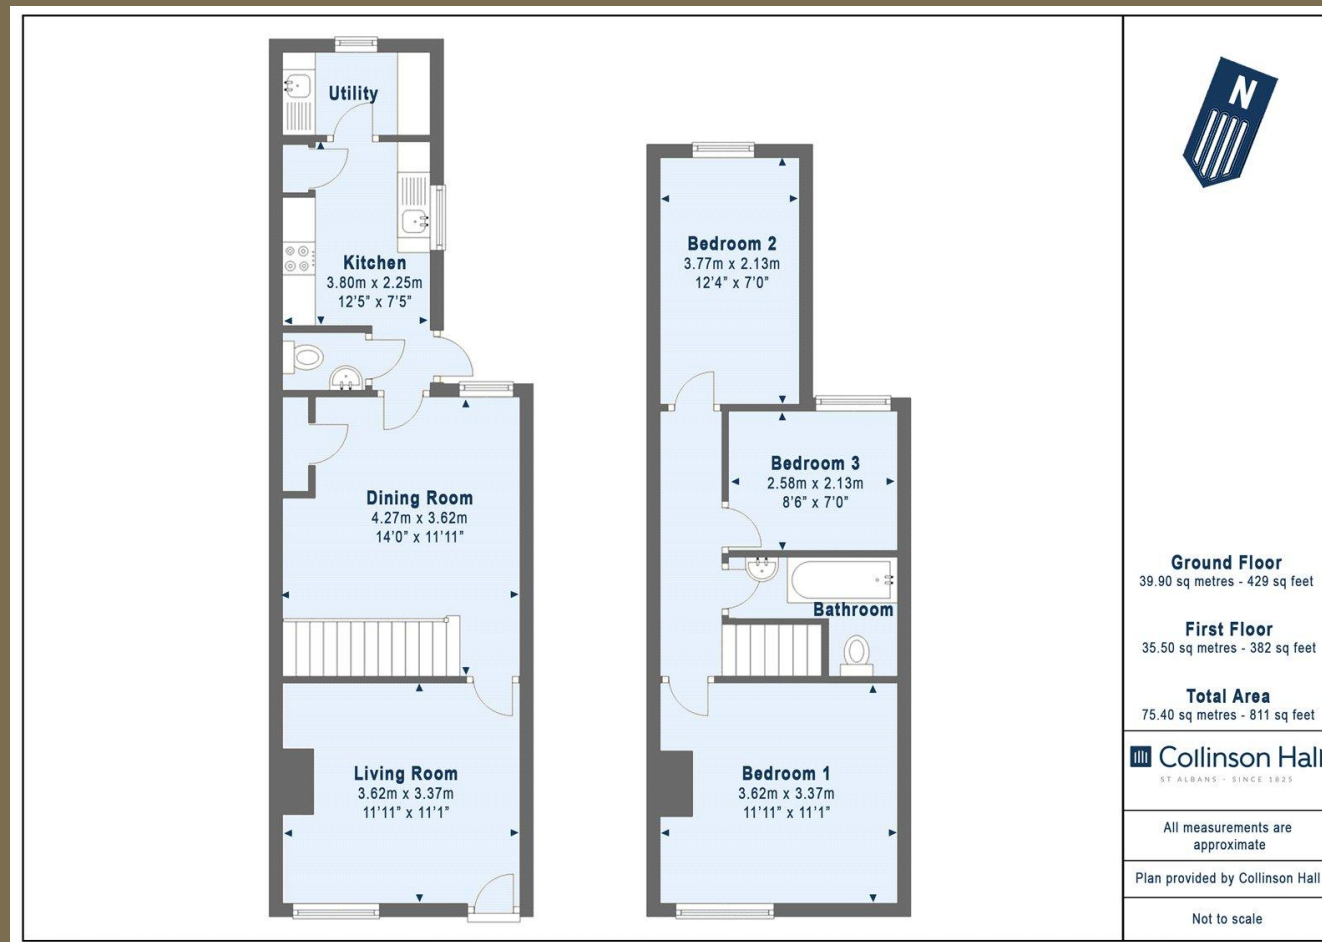 Utility
Kitchen
3.80m x 2.25m
12'5" x 7'5"
Dining Room
4.27m x 3.62m
14'0" x 11'11"
Living Room
3.62m x 3.37m
11'11" x 11'1"
Bedroom 2
3.77m x 2.13m
12'4" x 7'0"
Bedroom 3
2.58m x 2.13m
8'6" x 7'0"
Bathroom
Bedroom 1
3.62m x 3.37m
11'11" x 11'1"
N
Ground Floor
39.90 sq metres - 429 sq feet
First Floor
35.50 sq metres - 382 sq feet
Total Area
75.40 sq metres - 811 sq feet
Collinson Hall
ST ALBANS · SINCE 1825
All measurements are
approximate
Plan provided by Collinson Hall
Not to scale